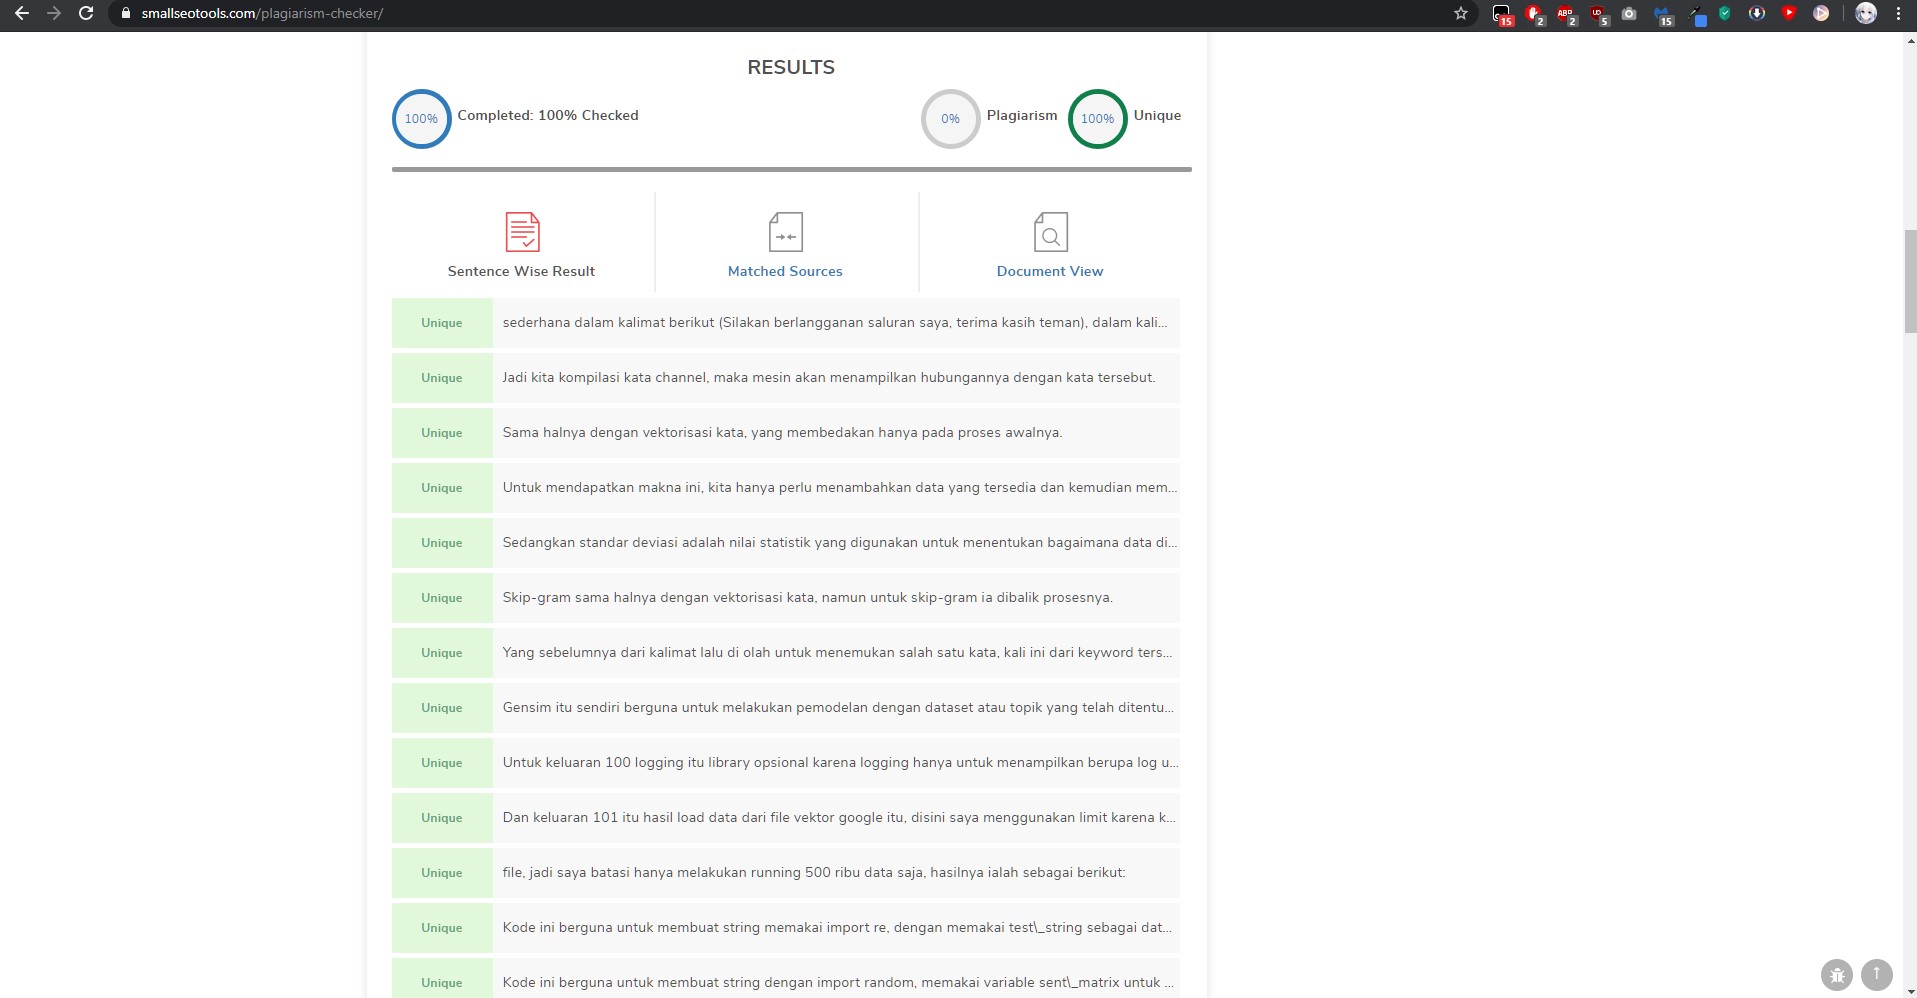 smallseotools.com/plagiarism-checker/
15
2
ABP
2
UO
5
15
RESULTS
100%
Completed: 100% Checked
0%
Plagiarism
100%
Unique
Sentence Wise Result
Matched Sources
Document View
Unique
sederhana dalam kalimat berikut (Silakan berlangganan saluran saya, terima kasih teman), dalam kali...
Unique
Jadi kita kompilasi kata channel, maka mesin akan menampilkan hubungannya dengan kata tersebut.
Unique
Sama halnya dengan vektorisasi kata, yang membedakan hanya pada proses awalnya.
Unique
Untuk mendapatkan makna ini, kita hanya perlu menambahkan data yang tersedia dan kemudian mem...
Unique
Sedangkan standar deviasi adalah nilai statistik yang digunakan untuk menentukan bagaimana data di...
Unique
Skip-gram sama halnya dengan vektorisasi kata, namun untuk skip-gram ia dibalik prosesnya.
Unique
Yang sebelumnya dari kalimat lalu di olah untuk menemukan salah satu kata, kali ini dari keyword ters...
Unique
Gensim itu sendiri berguna untuk melakukan pemodelan dengan dataset atau topik yang telah ditentu...
Unique
Untuk keluaran 100 logging itu library opsional karena logging hanya untuk menampilkan berupa log u...
Unique
Dan keluaran 101 itu hasil load data dari file vektor google itu, disini saya menggunakan limit karena k...
Unique
file, jadi saya batasi hanya melakukan running 500 ribu data saja, hasilnya ialah sebagai berikut:
Unique
Kode ini berguna untuk membuat string memakai import re, dengan memakai test\_string sebagai dat...
Unique
Kode ini berguna untuk membuat string dengan import random, memakai variable sent\_matrix untuk ...